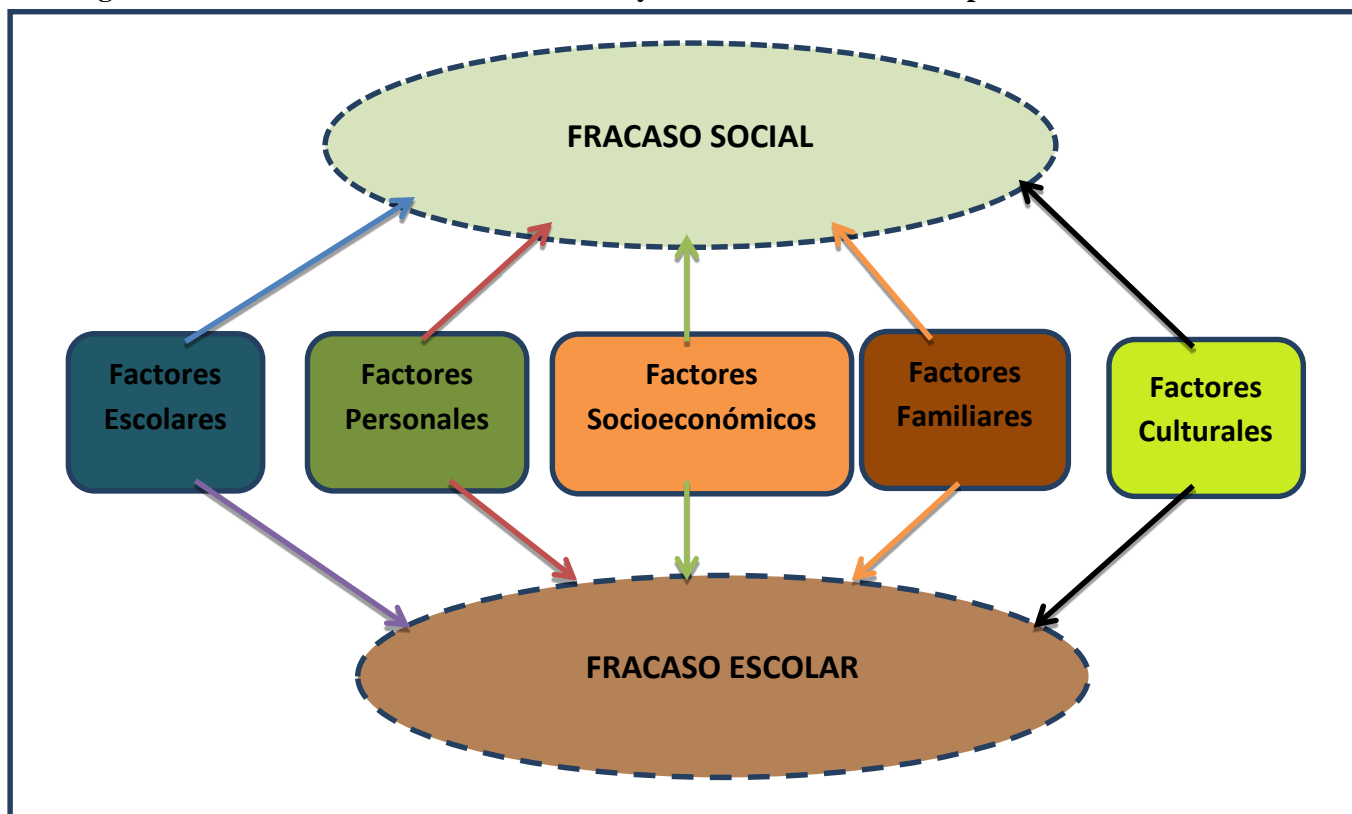 FRACASO SOCIAL
Factores
Escolares
Factores
Personales
Factores
Socioeconómicos
Factores
Familiares
Factores
Culturales
FRACASO ESCOLAR